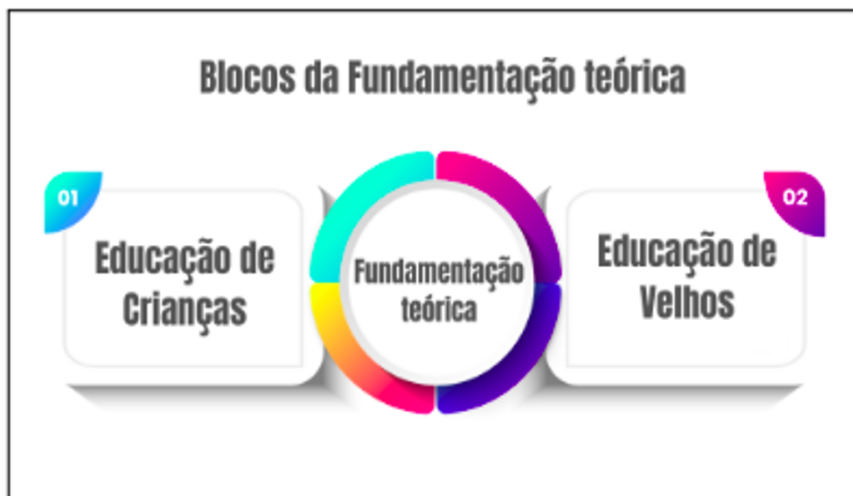 Blocos da Fundamentação teórica
01
Educação de
Crianças
Fundamentação
teórica
02
Educação de
Velhos